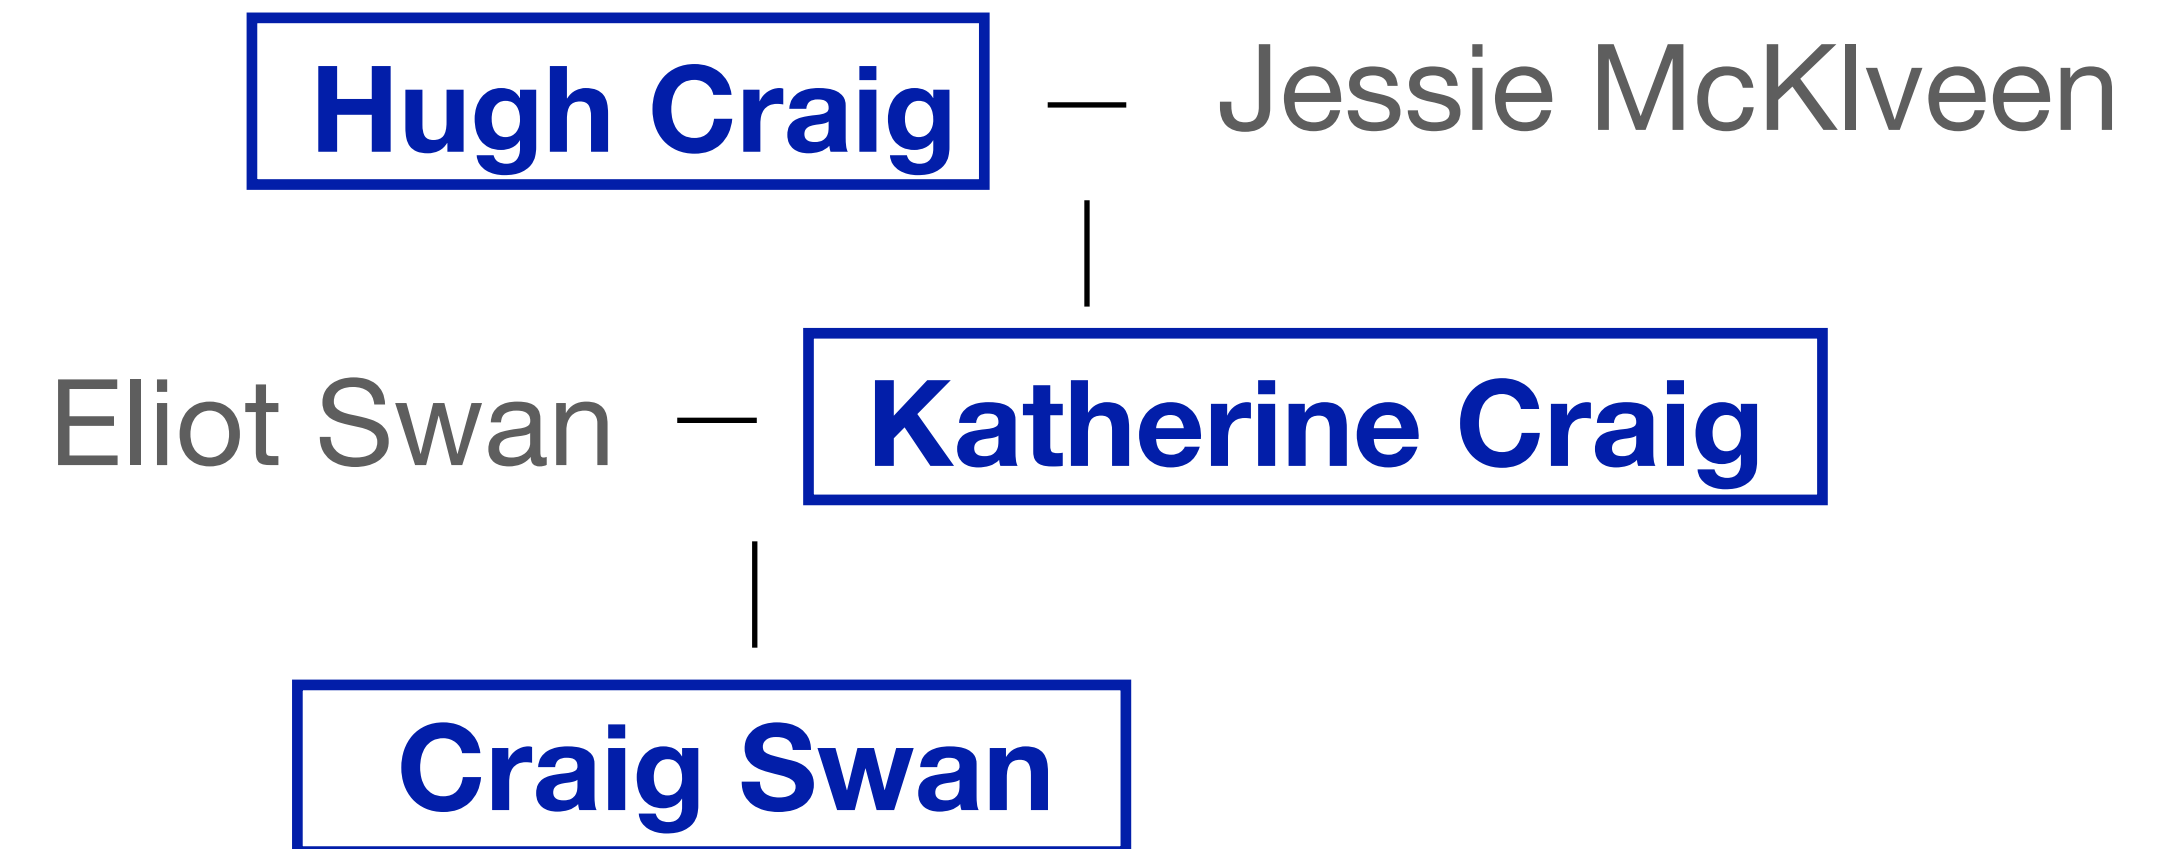 Hugh Craig — Jessie McKlveen
Eliot Swan — Katherine Craig
Craig Swan